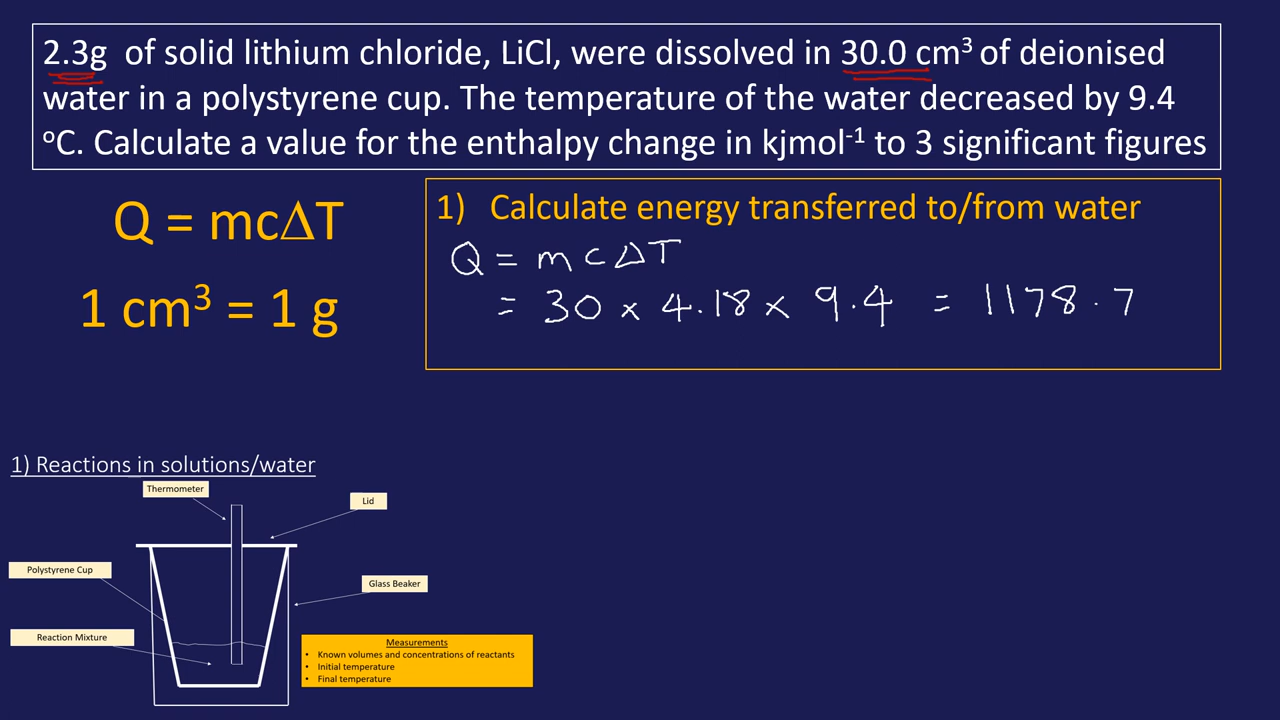 2.3g of solid lithium chloride, LiCl, were dissolved in 30.0 cm³ of deionised
water in a polystyrene cup. The temperature of the water decreased by 9.4
ᵒC. Calculate a value for the enthalpy change in kjmol⁻¹ to 3 significant figures
Q = mc∆T
1 cm³ = 1 g
1) Calculate energy transferred to/from water
Q = mc∆T
= 30 × 4.18 × 9.4 = 1178.7
1) Reactions in solutions/water
Thermometer
Lid
Polystyrene Cup
Glass Beaker
Reaction Mixture
Measurements
• Known volumes and concentrations of reactants
• Initial temperature
• Final temperature